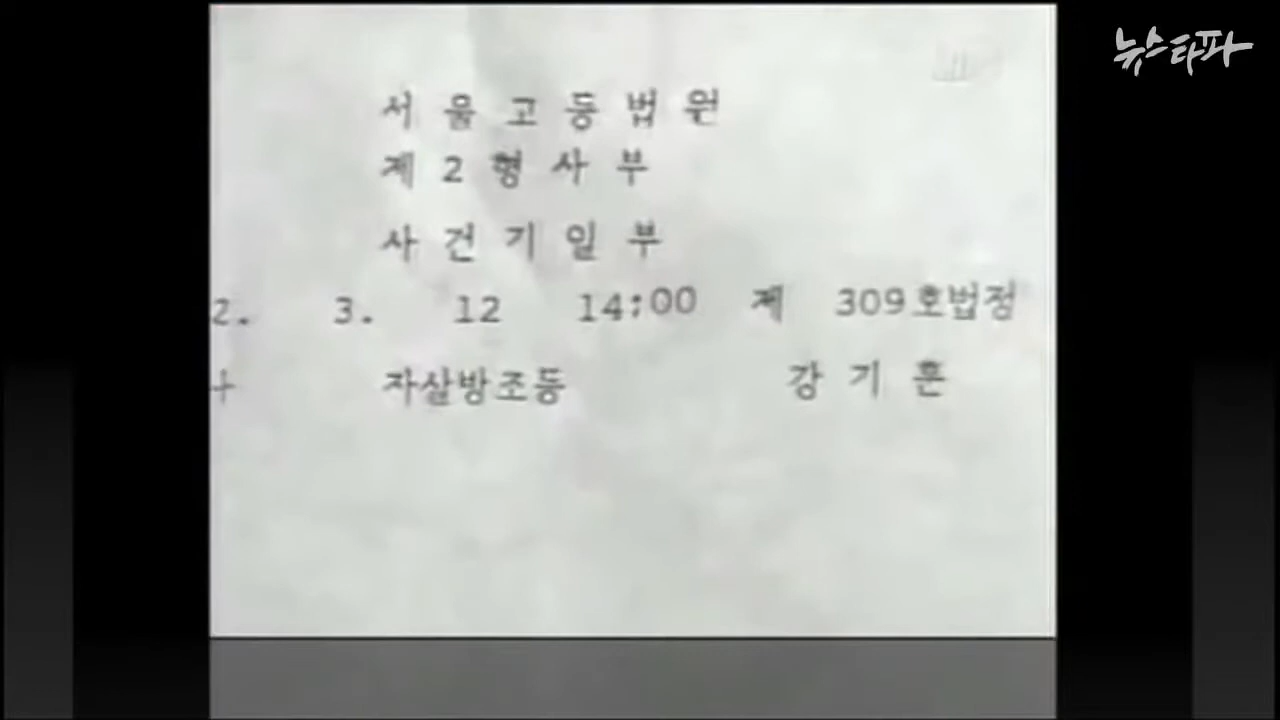 뉴스타파
서 울 고 등 법 원
제 2 형 사 부
사 건 기 일 부
2. 3. 12 14:00 제 309호법정
자살방조등 강 기 훈